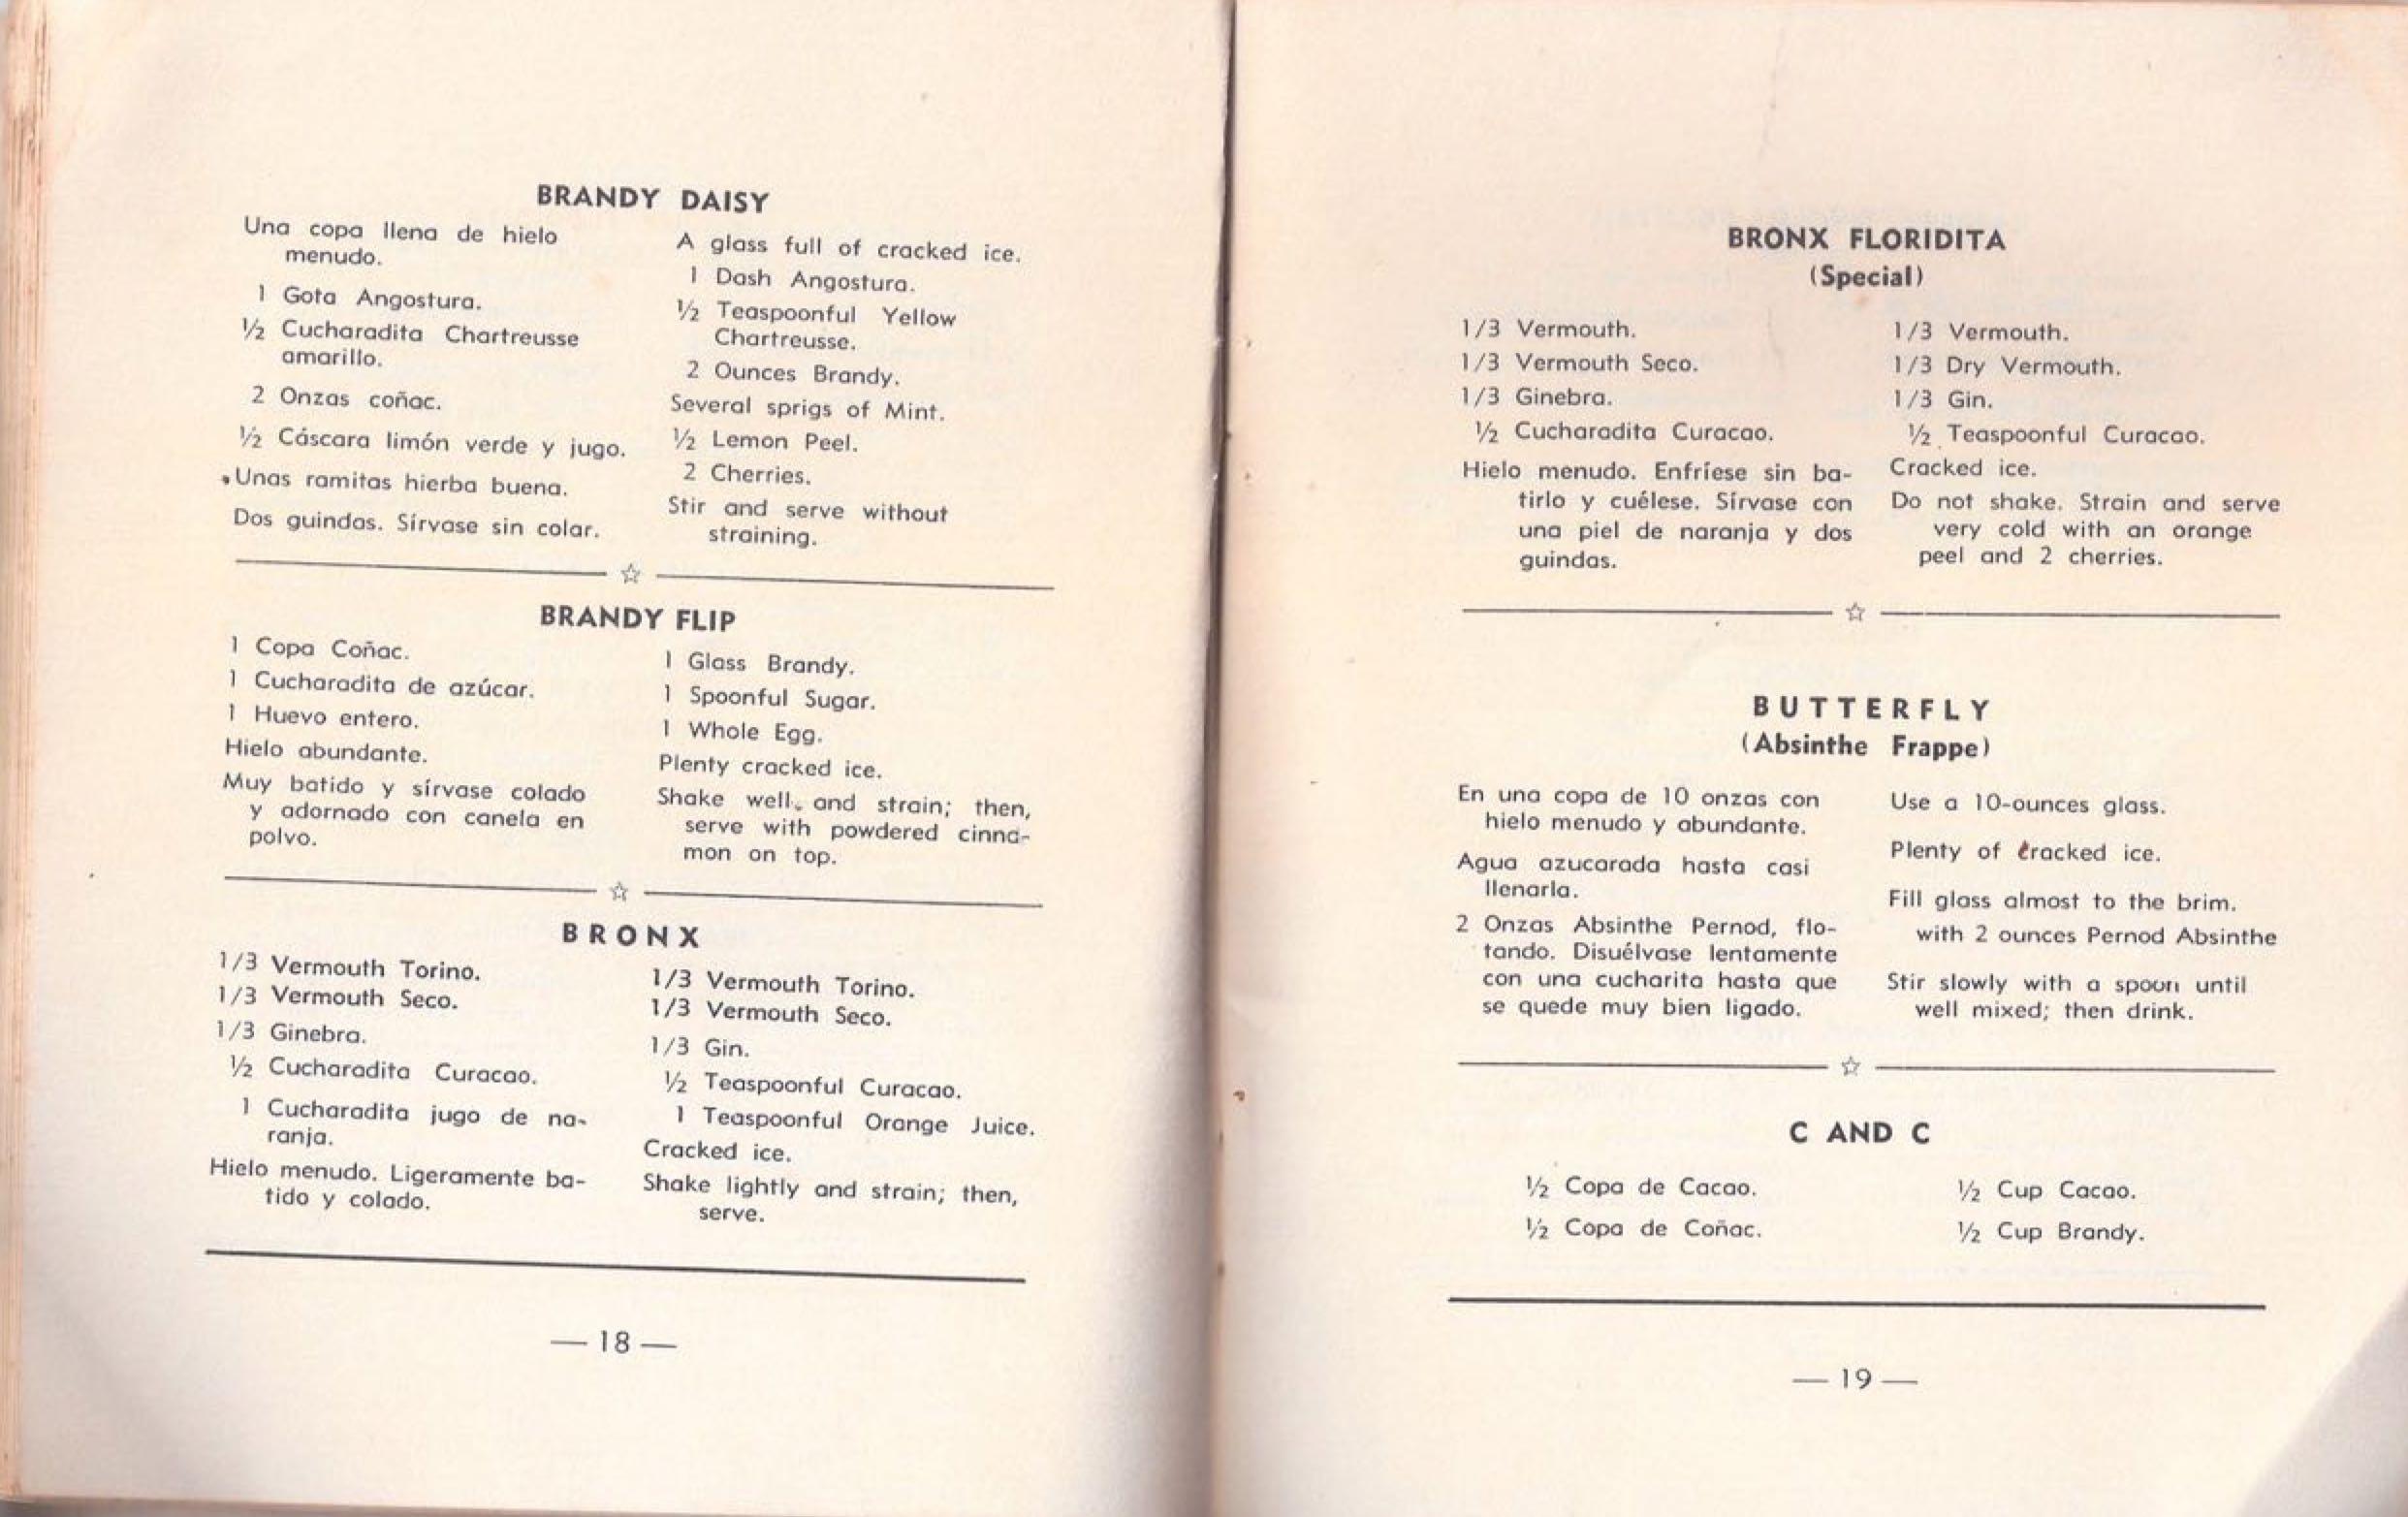 BRANDY DAISY
Una copa llena de hielo
menudo.
1 Gota Angostura.
½ Cucharadita Chartreusse
amarillo.
2 Onzas coñac.
½ Cáscara limón verde y jugo.
Unas ramitas hierba buena.
Dos guindas. Sírvase sin colar.
A glass full of cracked ice.
1 Dash Angostura.
½ Teaspoonful Yellow
Chartreusse.
2 Ounces Brandy.
Several sprigs of Mint.
½ Lemon Peel.
2 Cherries.
Stir and serve without
straining.
BRANDY FLIP
1 Copa Coñac.
1 Cucharadita de azúcar.
1 Huevo entero.
Hielo abundante.
Muy batido y sírvase colado
y adornado con canela en
polvo.
1 Glass Brandy.
1 Spoonful Sugar.
1 Whole Egg.
Plenty cracked ice.
Shake well. and strain; then,
serve with powdered cinna-
mon on top.
BRONX
1/3 Vermouth Torino.
1/3 Vermouth Seco.
1/3 Ginebra.
½ Cucharadita Curacao.
1 Cucharadita jugo de na-
ranja.
Hielo menudo. Ligeramente ba-
tido y colado.
1/3 Vermouth Torino.
1/3 Vermouth Seco.
1/3 Gin.
½ Teaspoonful Curacao.
1 Teaspoonful Orange Juice.
Cracked ice.
Shake lightly and strain; then,
serve.
— 18 —
BRONX FLORIDITA
(Special)
1/3 Vermouth.
1/3 Vermouth Seco.
1/3 Ginebra.
½ Cucharadita Curacao.
Hielo menudo. Enfríese sin ba-
tirlo y cuélese. Sírvase con
una piel de naranja y dos
guindas.
1/3 Vermouth.
1/3 Dry Vermouth.
1/3 Gin.
½ Teaspoonful Curacao.
Cracked ice.
Do not shake. Strain and serve
very cold with an orange
peel and 2 cherries.
BUTTERFLY
(Absinthe Frappe)
En una copa de 10 onzas con
hielo menudo y abundante.
Agua azucarada hasta casi
llenarla.
2 Onzas Absinthe Pernod, flo-
tando. Disuélvase lentamente
con una cucharita hasta que
se quede muy bien ligado.
Use a 10-ounces glass.
Plenty of cracked ice.
Fill glass almost to the brim.
with 2 ounces Pernod Absinthe
Stir slowly with a spoon until
well mixed; then drink.
C AND C
½ Copa de Cacao.
½ Copa de Coñac.
½ Cup Cacao.
½ Cup Brandy.
— 19 —